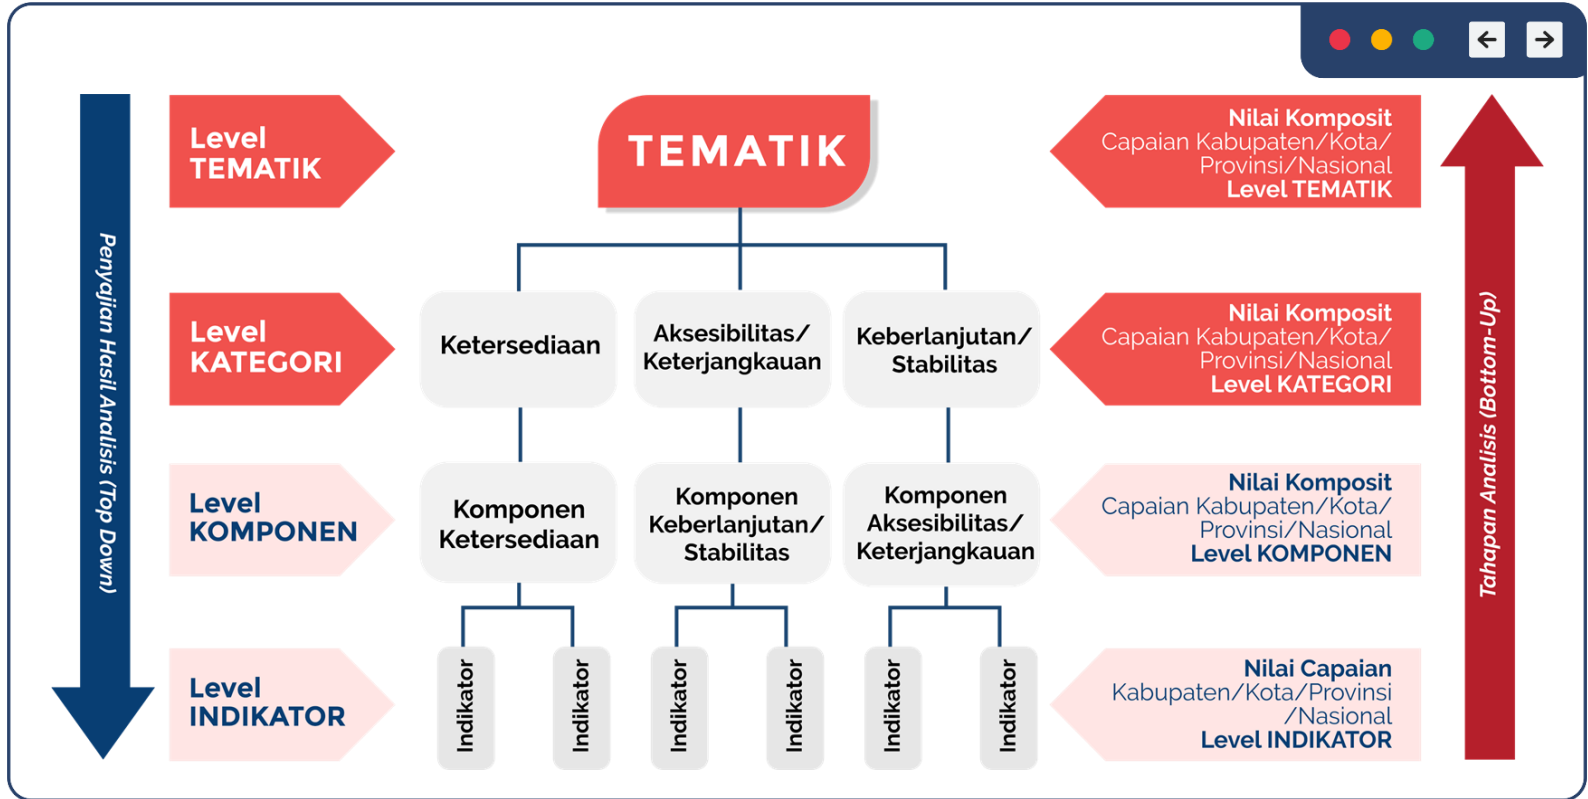 Penyajian Hasil Analisis (Top Down)
Level
TEMATIK
TEMATIK
Nilai Komposit
Capaian Kabupaten/Kota/
Provinsi/Nasional
Level TEMATIK
Level
KATEGORI
Ketersediaan
Aksesibilitas/
Keterjangkauan
Keberlanjutan/
Stabilitas
Nilai Komposit
Capaian Kabupaten/Kota/
Provinsi/Nasional
Level KATEGORI
Level
KOMPONEN
Komponen
Ketersediaan
Komponen
Keberlanjutan/
Stabilitas
Komponen
Aksesibilitas/
Keterjangkauan
Nilai Komposit
Capaian Kabupaten/Kota/
Provinsi/Nasional
Level KOMPONEN
Level
INDIKATOR
Indikator
Indikator
Indikator
Indikator
Indikator
Indikator
Nilai Capaian
Kabupaten/Kota/Provinsi
/Nasional
Level INDIKATOR
Tahapan Analisis (Bottom-Up)